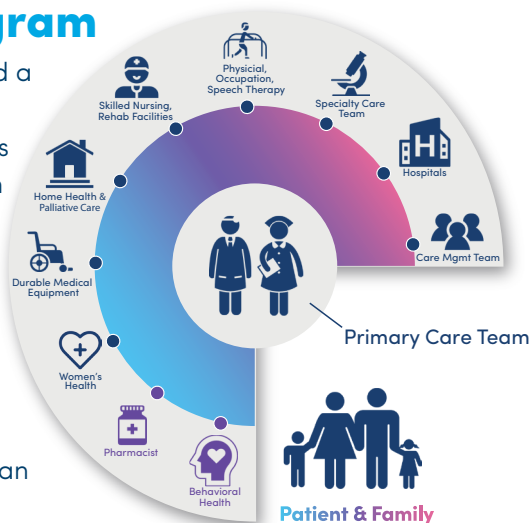 gram
d a
s
n
an
Physicial,
Occupation,
Speech Therapy
Skilled Nursing,
Rehab Facilities
Specialty Care
Team
Hospitals
Home Health &
Palliative Care
Care Mgmt Team
Durable Medical
Equipment
Women's
Health
Pharmacist
Behavioral
Health
Primary Care Team
Patient & Family
H